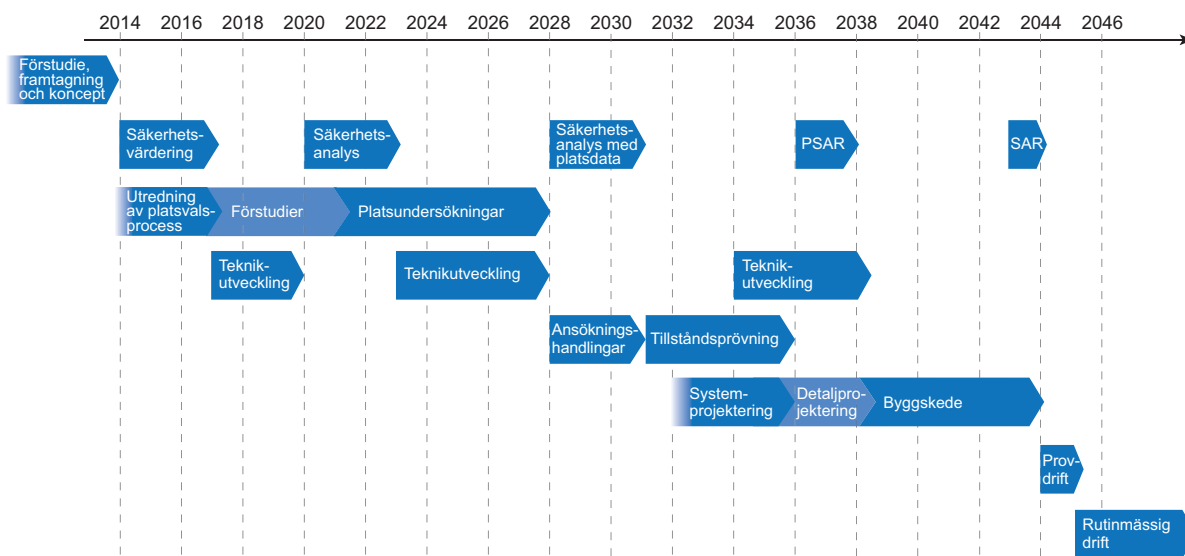 2014 2016 2018 2020 2022 2024 2026 2028 2030 2032 2034 2036 2038 2040 2042 2044 2046
Förstudie,
framtagning
och koncept
Säkerhets-
värdering
Säkerhets-
analys
Säkerhets-
analys med
platsdata
PSAR
SAR
Utredning
av platsvals-
process
Förstudier
Platsundersökningar
Teknik-
utveckling
Teknikutveckling
Teknik-
utveckling
Ansöknings-
handlingar
Tillståndsprövning
System-
projektering
Detaljpro-
jektering
Byggskede
Prov-
drift
Rutinmässig
drift